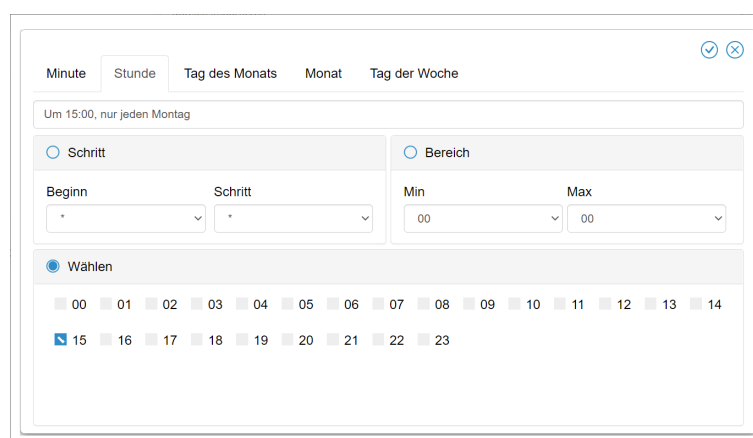 Minute Stunde Tag des Monats Monat Tag der Woche
Um 15:00, nur jeden Montag
Schritt Bereich
Beginn Schritt Min Max
* * 00 00
Wählen
00 01 02 03 04 05 06 07 08 09 10 11 12 13 14
15 16 17 18 19 20 21 22 23